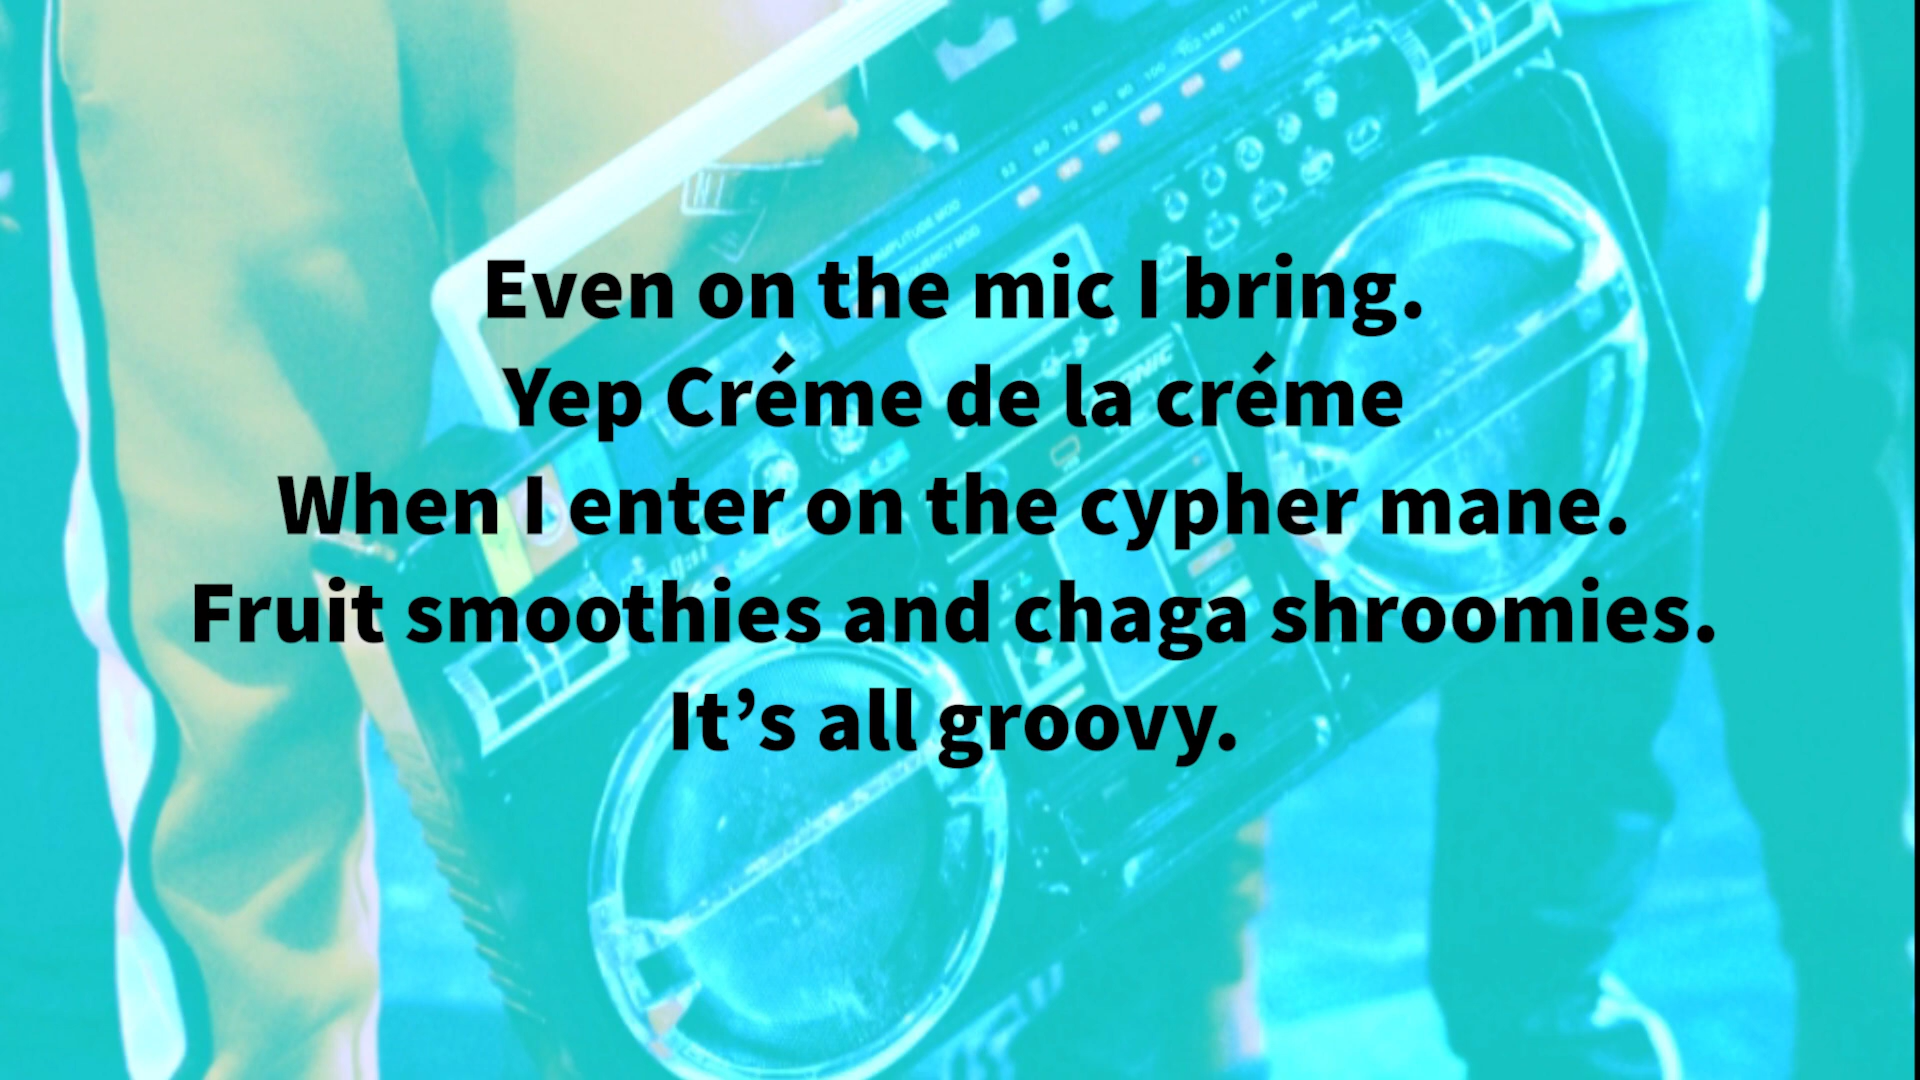 Even on the mic I bring.
Yep Créme de la créme
When I enter on the cypher mane.
Fruit smoothies and chaga shroomies.
It’s all groovy.